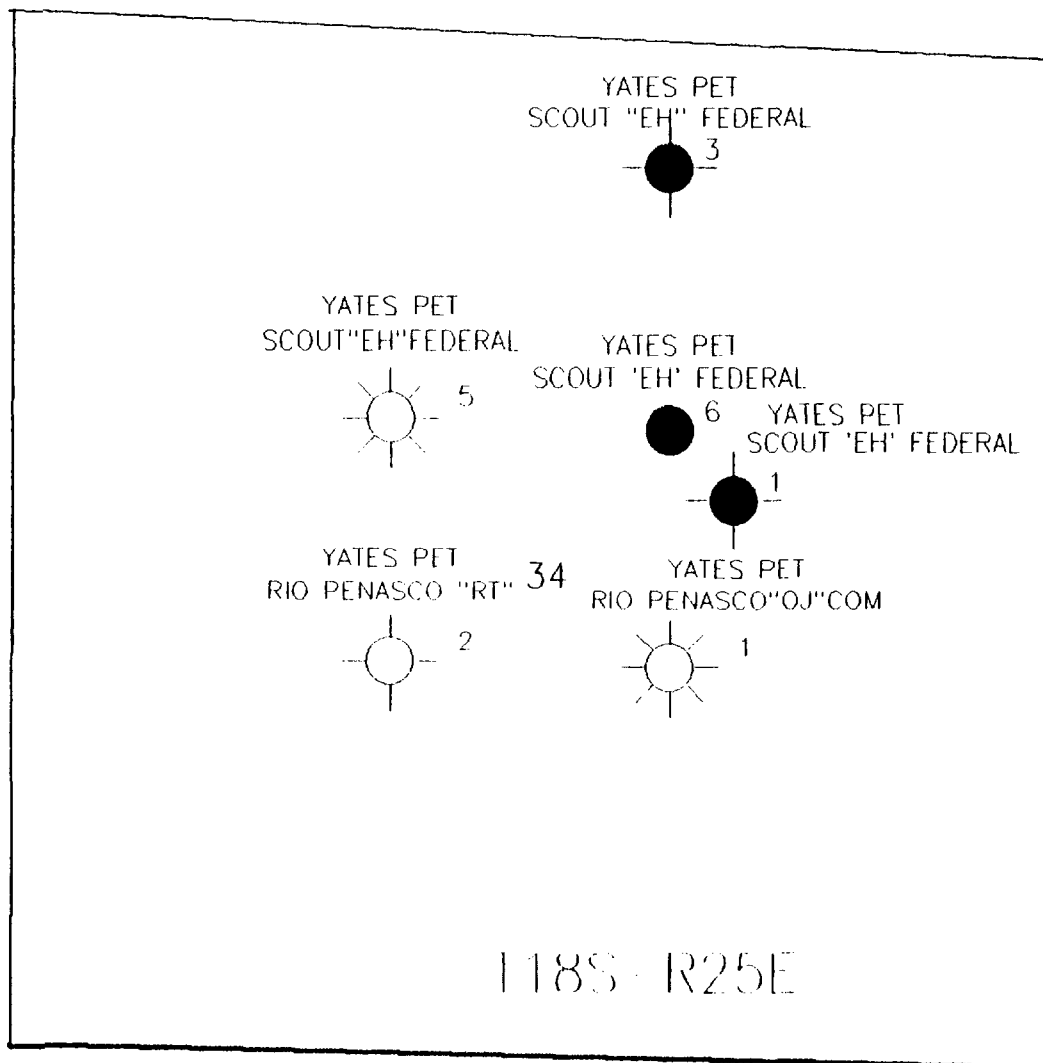 YATES PET
SCOUT "EH" FEDERAL
3
YATES PET
SCOUT"EH"FEDERAL
5
YATES PET
SCOUT 'EH' FEDERAL
6
YATES PET
SCOUT 'EH' FEDERAL
1
YATES PET
RIO PENASCO "RT"
2
34
YATES PET
RIO PENASCO"OJ"COM
1
T18S - R25E